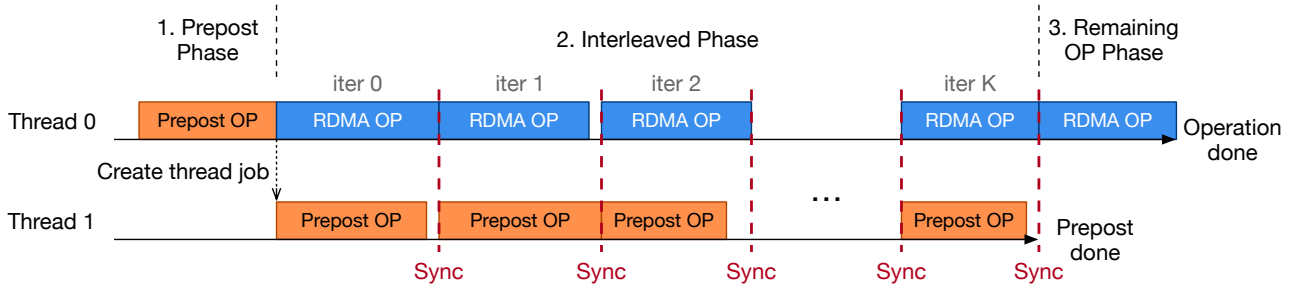 1. Prepost
Phase
2. Interleaved Phase
3. Remaining
OP Phase
iter 0
iter 1
iter 2
iter K
Thread 0
Prepost OP
RDMA OP
RDMA OP
RDMA OP
RDMA OP
RDMA OP
Operation
done
Create thread job
Thread 1
Prepost OP
Prepost OP
Prepost OP
...
Prepost OP
Prepost
done
Sync
Sync
Sync
Sync
Sync